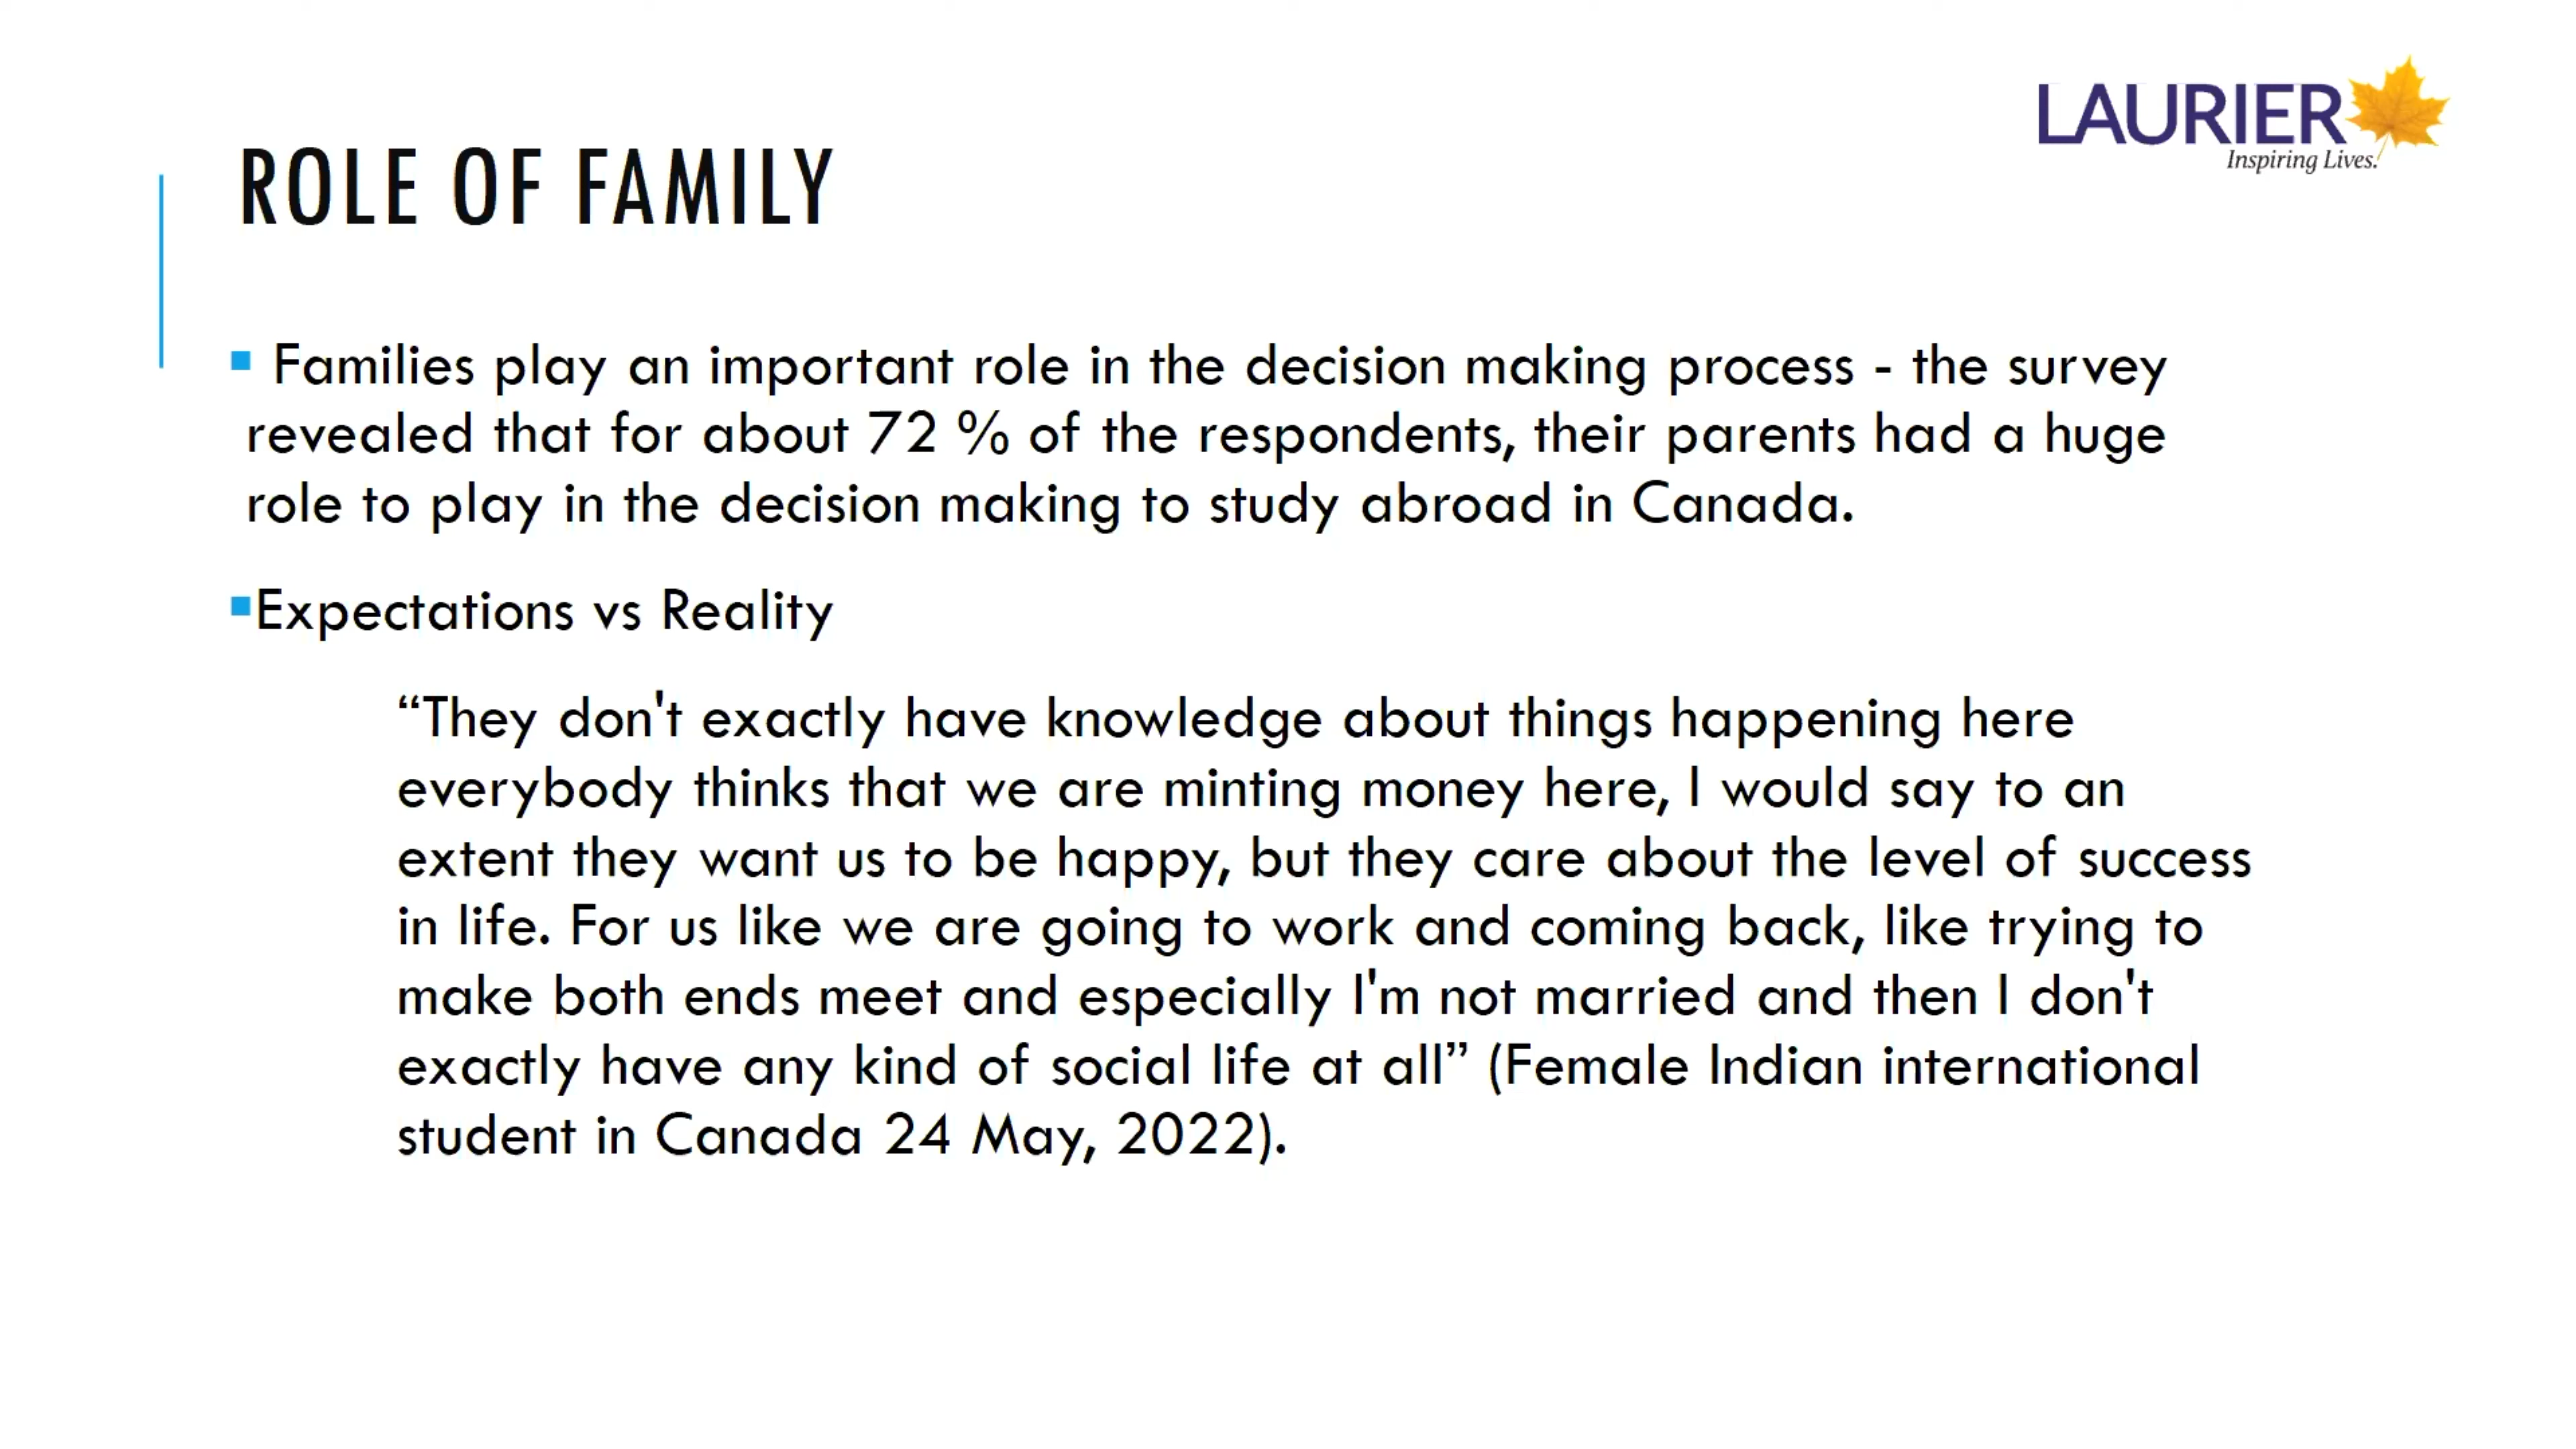 LAURIER
Inspiring Lives.
ROLE OF FAMILY
▪ Families play an important role in the decision making process - the survey
revealed that for about 72 % of the respondents, their parents had a huge
role to play in the decision making to study abroad in Canada.
▪Expectations vs Reality
“They don't exactly have knowledge about things happening here
everybody thinks that we are minting money here, I would say to an
extent they want us to be happy, but they care about the level of success
in life. For us like we are going to work and coming back, like trying to
make both ends meet and especially I'm not married and then I don't
exactly have any kind of social life at all” (Female Indian international
student in Canada 24 May, 2022).